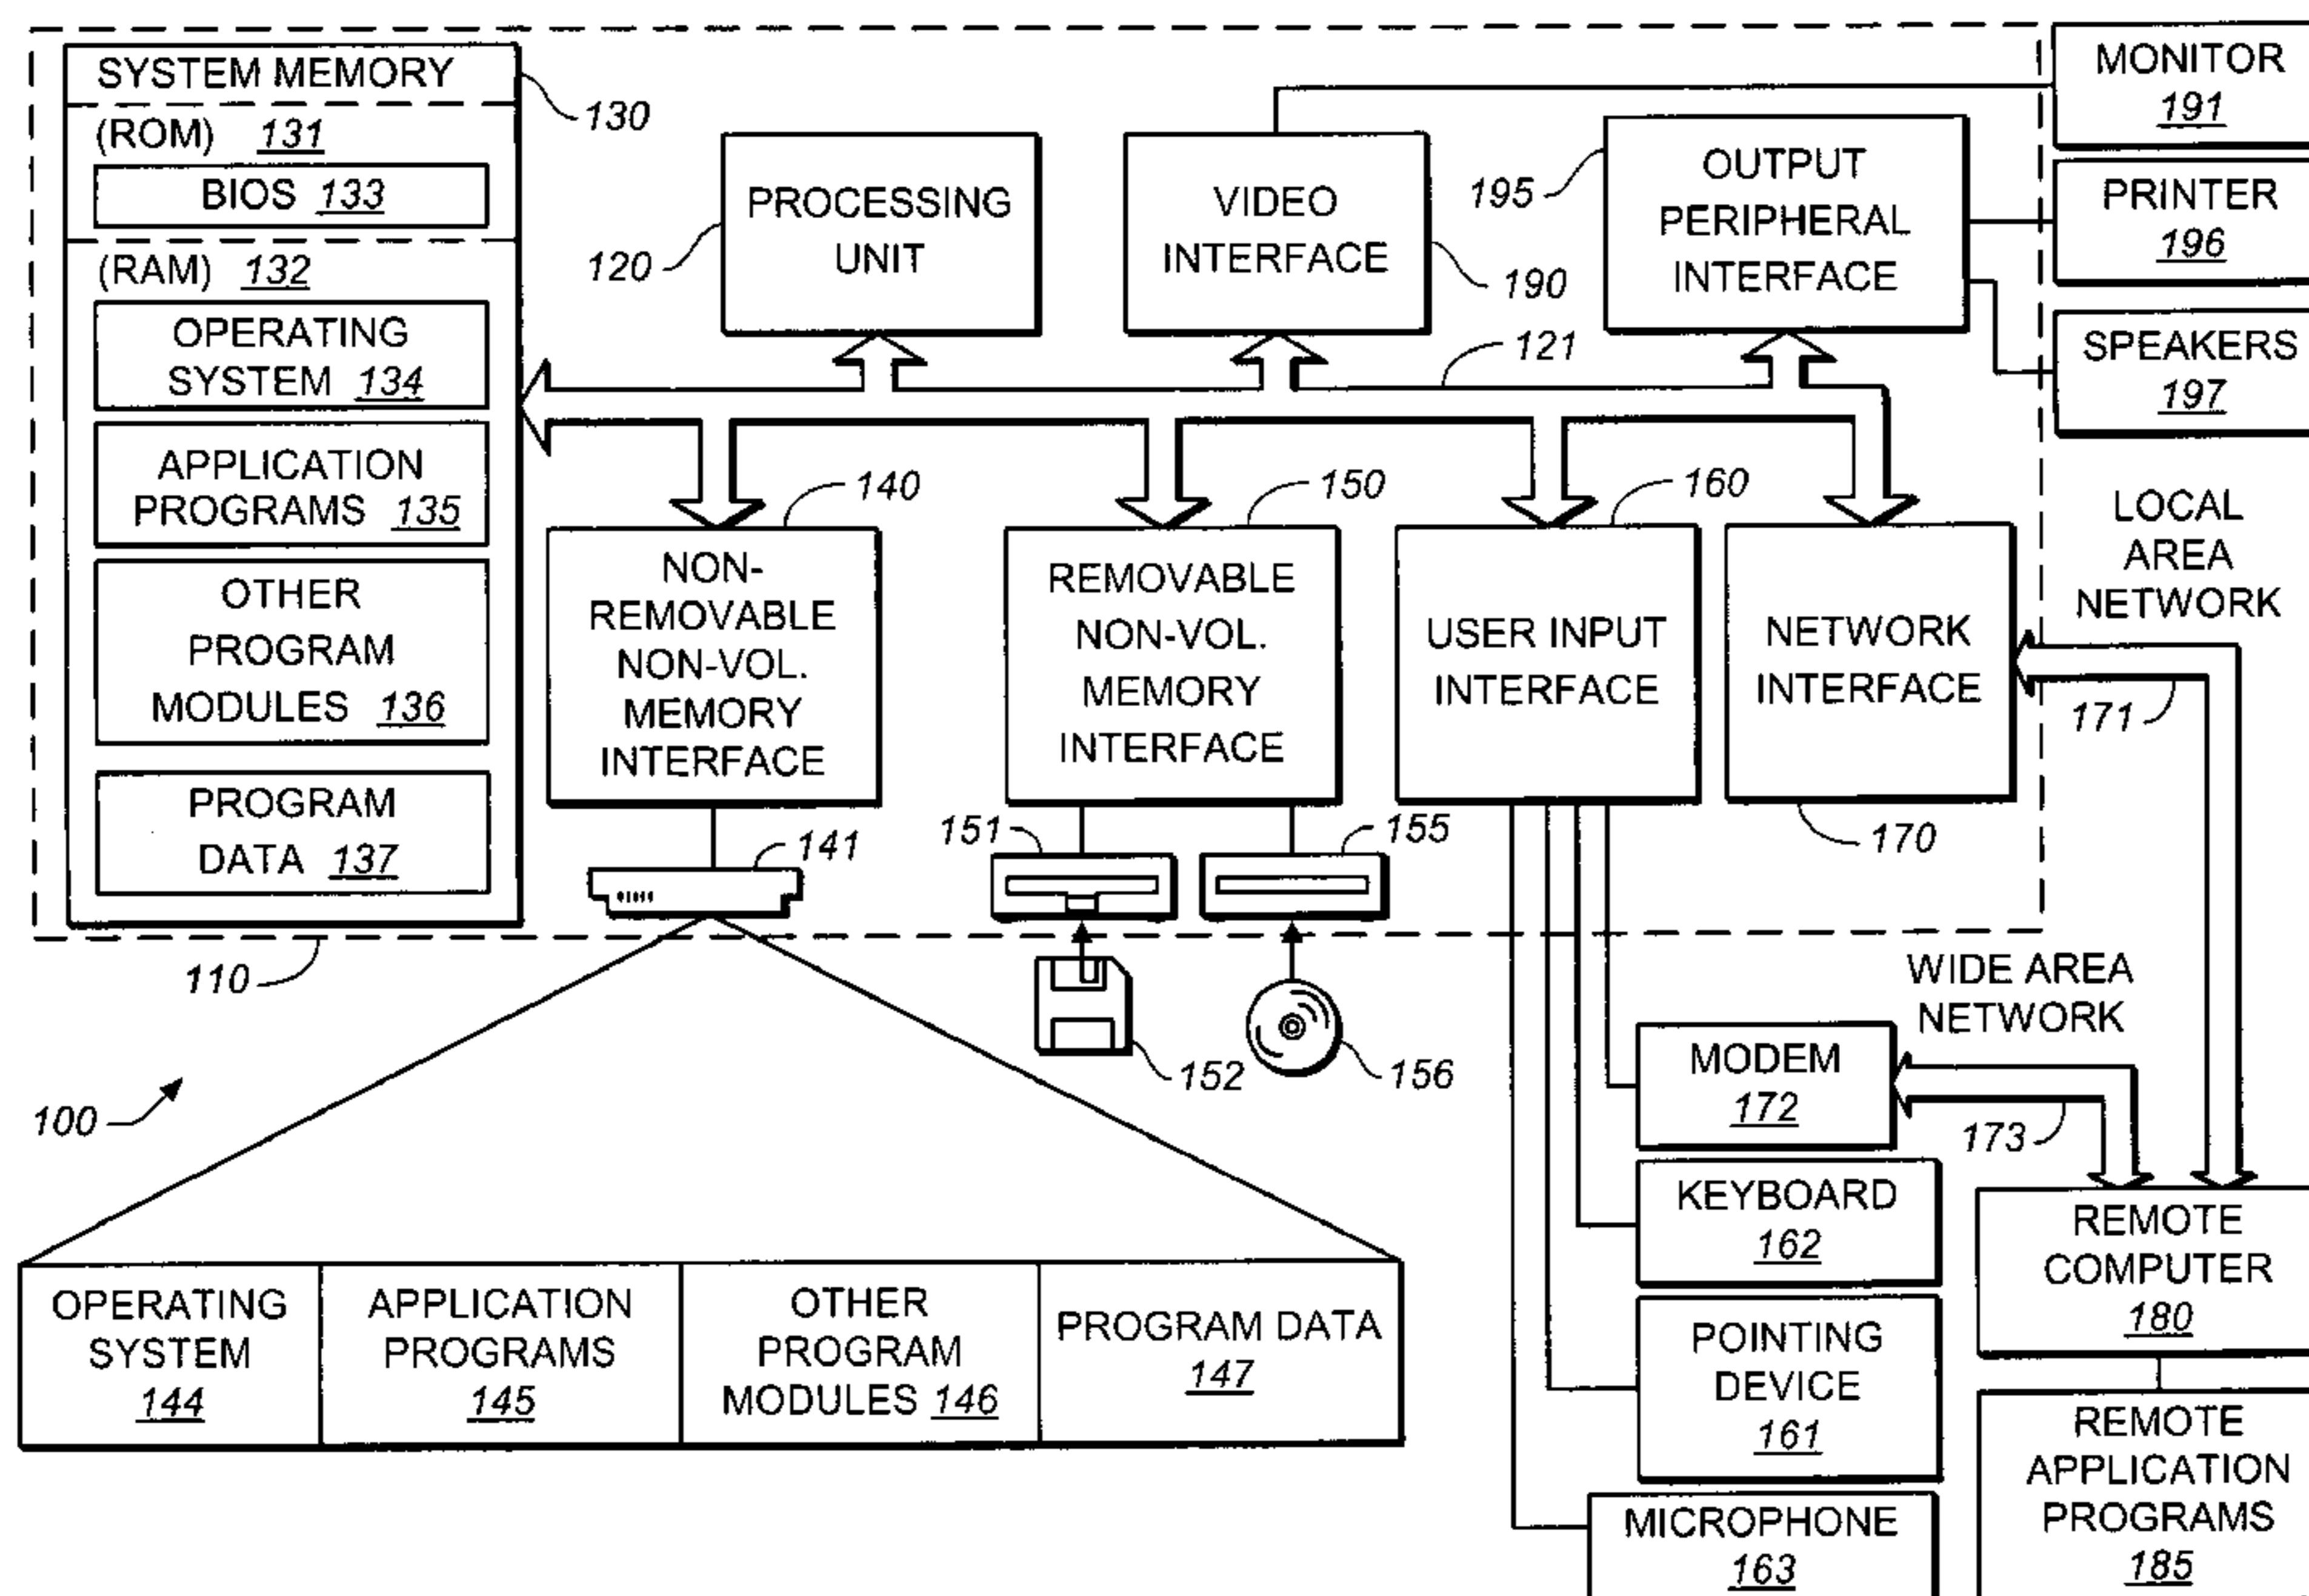 SYSTEM MEMORY
130
(ROM) 131
BIOS 133
(RAM) 132
OPERATING
SYSTEM 134
APPLICATION
PROGRAMS 135
OTHER
PROGRAM
MODULES 136
PROGRAM
DATA 137
110
100
PROCESSING
UNIT
120
VIDEO
INTERFACE
190
195
OUTPUT
PERIPHERAL
INTERFACE
121
MONITOR
191
PRINTER
196
SPEAKERS
197
140
NON-
REMOVABLE
NON-VOL.
MEMORY
INTERFACE
141
150
REMOVABLE
NON-VOL.
MEMORY
INTERFACE
151
155
152
156
160
USER INPUT
INTERFACE
NETWORK
INTERFACE
170
LOCAL
AREA
NETWORK
171
WIDE AREA
NETWORK
173
MODEM
172
KEYBOARD
162
POINTING
DEVICE
161
MICROPHONE
163
REMOTE
COMPUTER
180
REMOTE
APPLICATION
PROGRAMS
185
OPERATING
SYSTEM
144
APPLICATION
PROGRAMS
145
OTHER
PROGRAM
MODULES 146
PROGRAM DATA
147